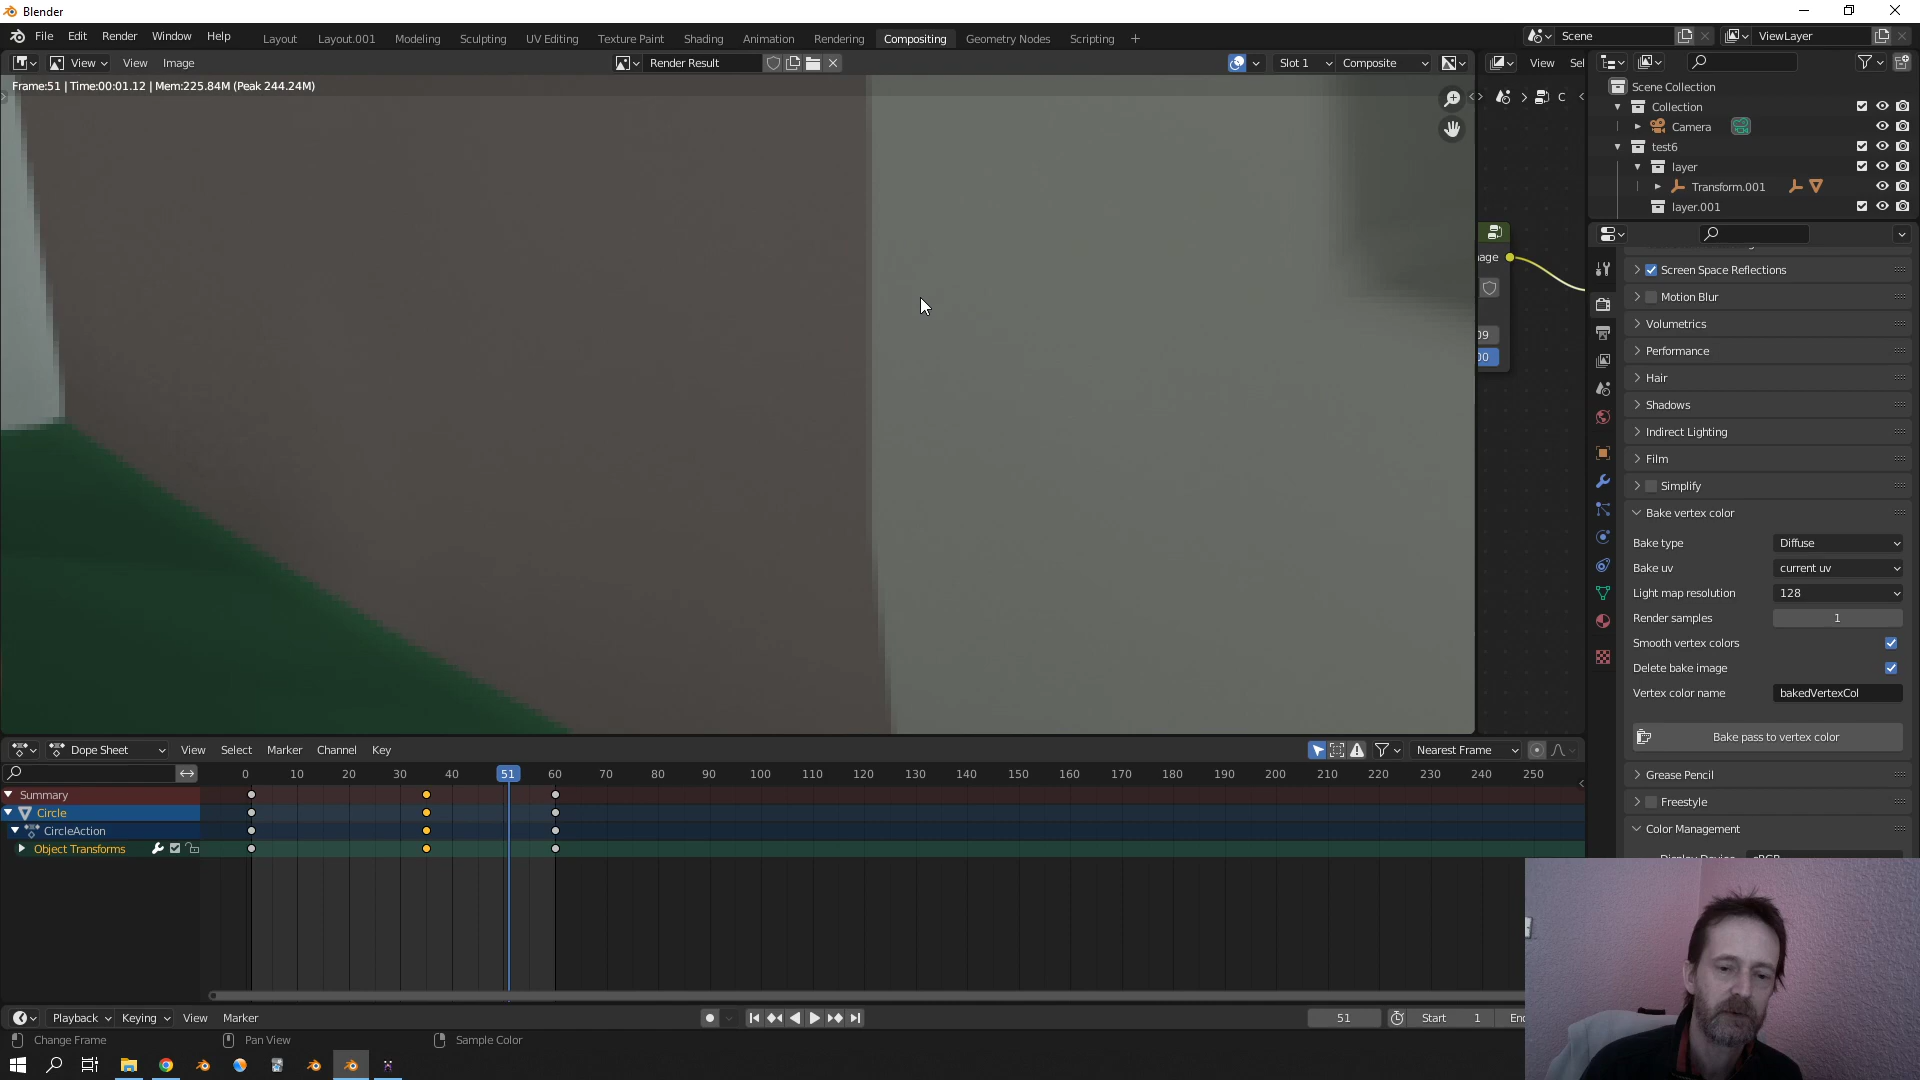 Blender
File Edit Render Window Help Layout Layout.001 Modeling Sculpting UV Editing Texture Paint Shading Animation Rendering Compositing Geometry Nodes Scripting + Scene ViewLayer
View View Image Render Result Slot 1 Composite View Sel
Frame:51 | Time:00:01.12 | Mem:225.84M (Peak 244.24M)
C
age
09
00
Scene Collection
Collection
Camera
test6
layer
Transform.001
layer.001
Screen Space Reflections
Motion Blur
Volumetrics
Performance
Hair
Shadows
Indirect Lighting
Film
Simplify
Bake vertex color
Bake type Diffuse
Bake uv current uv
Light map resolution 128
Render samples 1
Smooth vertex colors
Delete bake image
Vertex color name bakedVertexCol
Bake pass to vertex color
Grease Pencil
Freestyle
Color Management
Display Device sRGB
Dope Sheet View Select Marker Channel Key Nearest Frame
0 10 20 30 40 51 60 70 80 90 100 110 120 130 140 150 160 170 180 190 200 210 220 230 240 250
Summary
Circle
CircleAction
Object Transforms
Playback Keying View Marker 51 Start 1 En
Change Frame Pan View Sample Color